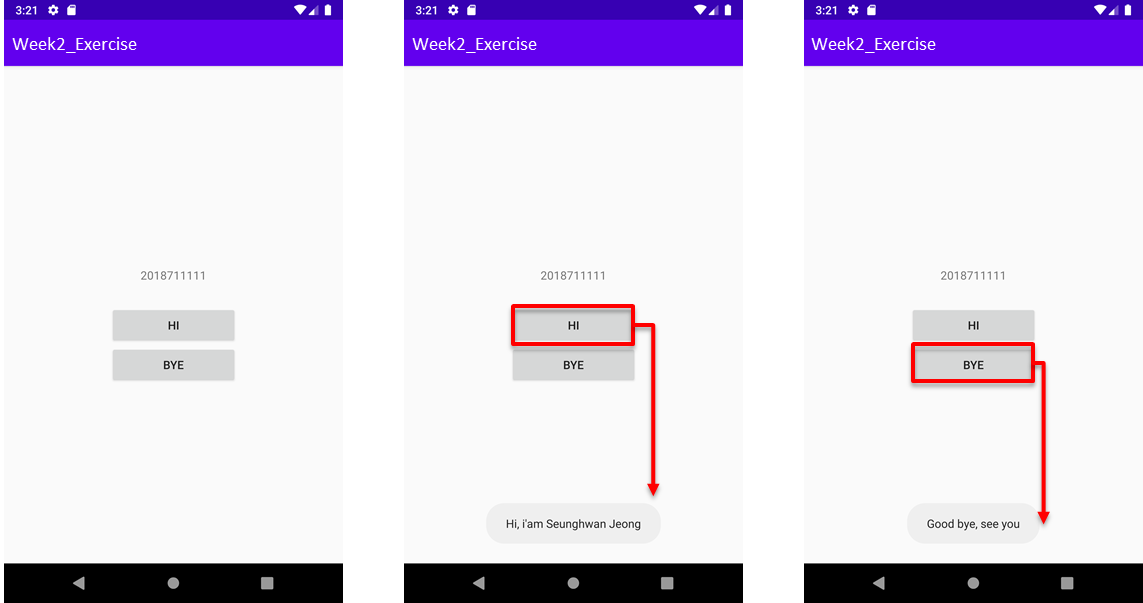 3:21
Week2_Exercise
2018711111
HI
BYE
3:21
Week2_Exercise
2018711111
HI
BYE
Hi, i'am Seunghwan Jeong
3:21
Week2_Exercise
2018711111
HI
BYE
Good bye, see you